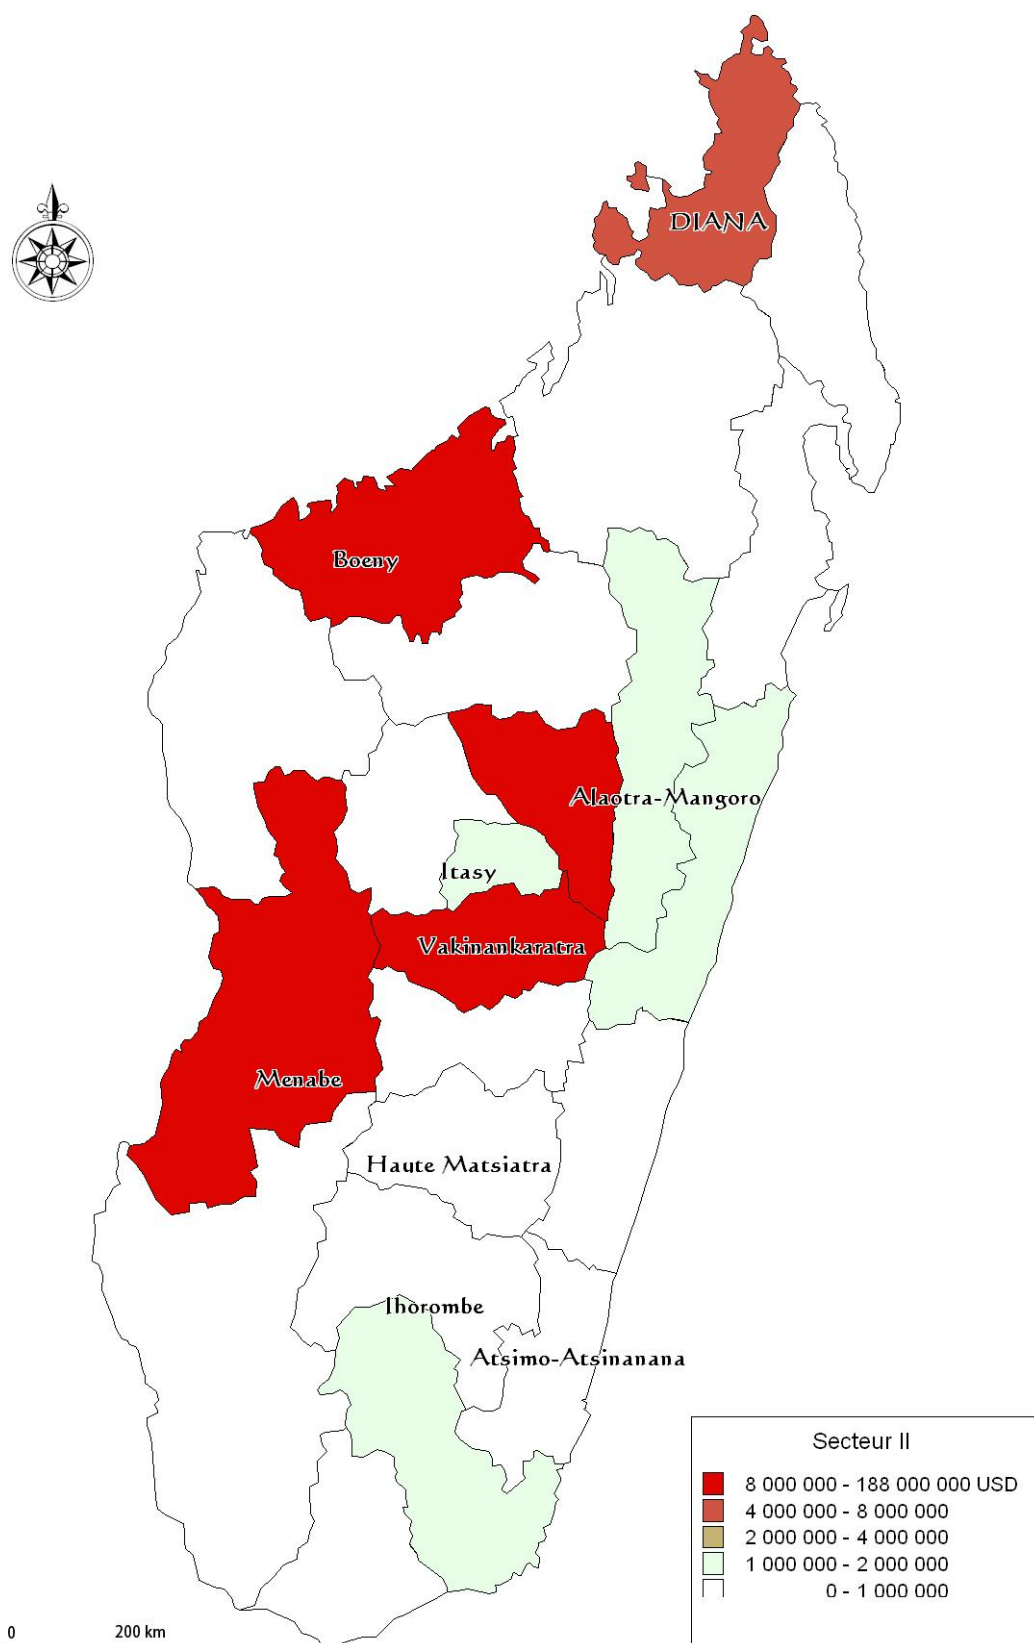 DIANA
Boeny
Alaotra-Mangoro
Itasy
Vakinankaratra
Menabe
Haute Matsiatra
Ihorombe
Atsimo-Atsinanana
Secteur II
8 000 000 - 188 000 000 USD
4 000 000 - 8 000 000
2 000 000 - 4 000 000
1 000 000 - 2 000 000
0 - 1 000 000
0 200 km